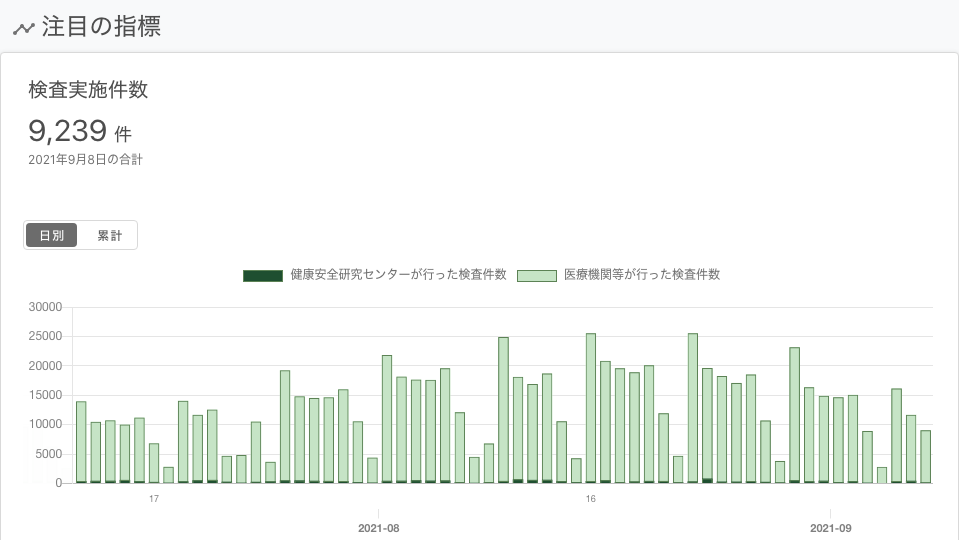 注目の指標
検査実施件数
9,239 件
2021年9月8日の合計
日別 累計
健康安全研究センターが行った検査件数 医療機関等が行った検査件数
30000
25000
20000
15000
10000
5000
0
17 16
2021-08 2021-09